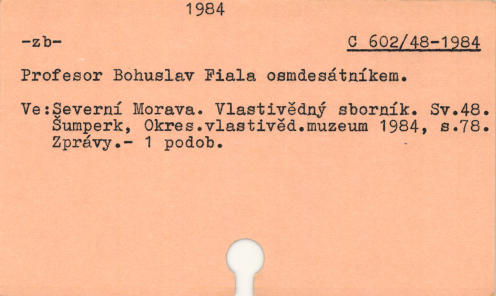 1984
-zb-
C 602/48-1984
Profesor Bohuslav Fiala osmdesátníkem.
Ve:Severní Morava. Vlastivědný sborník. Sv.48.
Šumperk, Okres.vlastivěd.muzeum 1984, s.78.
Zprávy.- 1 podob.